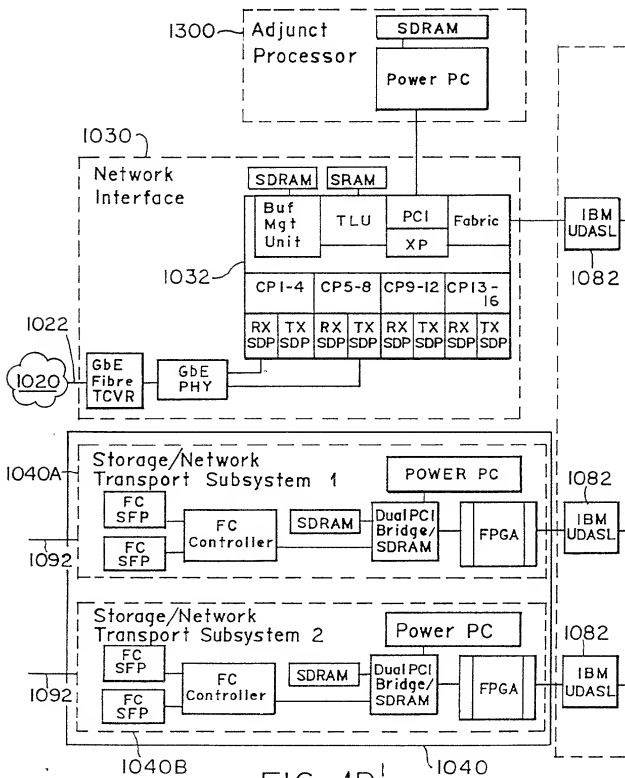 1300
Adjunct
Processor
SDRAM
Power PC
1030
Network
Interface
SDRAM
SRAM
Buf
Mgt
Unit
TLU
PCI
XP
Fabric
IBM
UDASL
1082
1032
CP1-4
CP5-8
CP9-12
CP13-
16
RX
SDP
TX
SDP
RX
SDP
TX
SDP
RX
SDP
TX
SDP
RX
SDP
TX
SDP
1022
1020
GbE
Fibre
TCVR
GbE
PHY
1040A
Storage/Network
Transport Subsystem 1
POWER PC
FC
SFP
FC
SFP
FC
Controller
SDRAM
Dual PCI
Bridge/
SDRAM
FPGA
1082
IBM
UDASL
1092
Storage/Network
Transport Subsystem 2
Power PC
FC
SFP
FC
SFP
FC
Controller
SDRAM
Dual PCI
Bridge/
SDRAM
FPGA
1082
IBM
UDASL
1092
1040B
1040